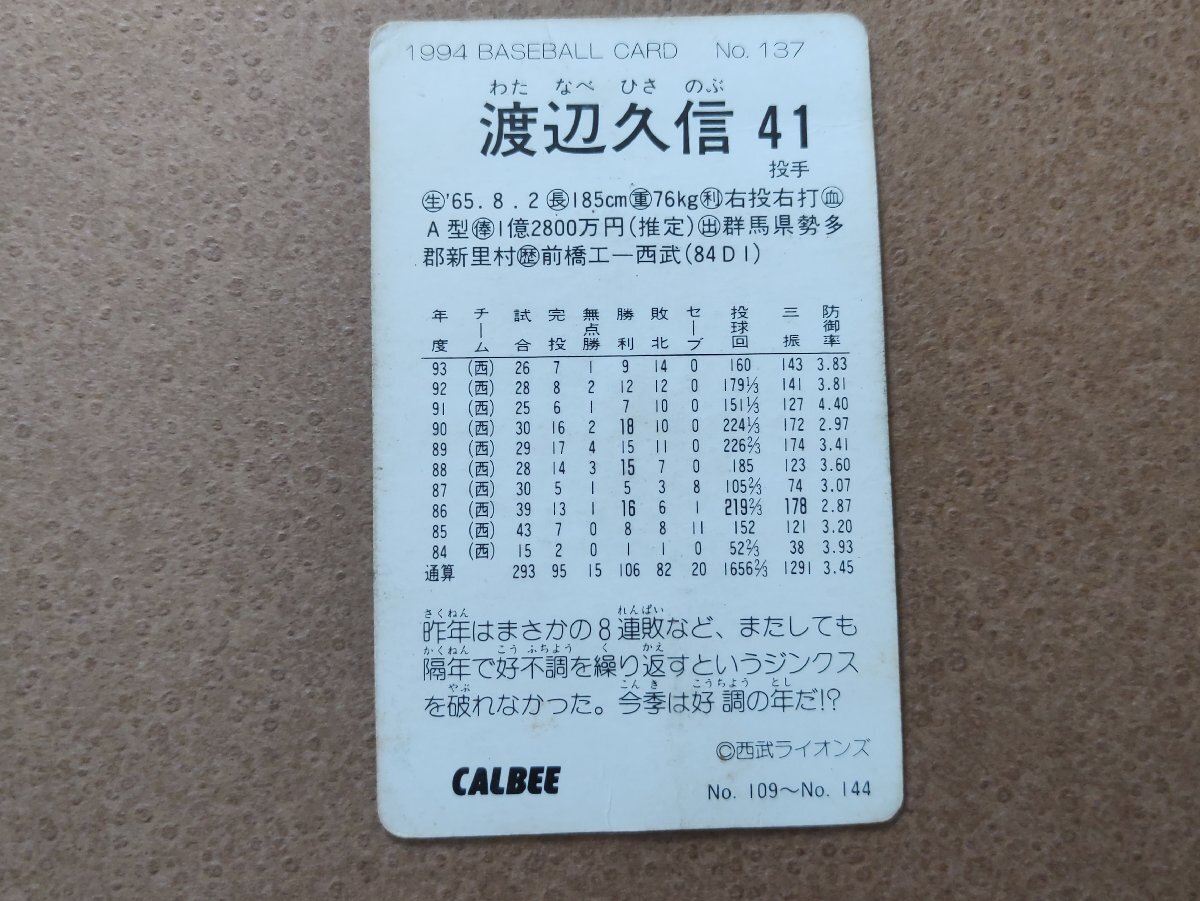 1994 BASEBALL CARD No. 137
わた なべ ひさ のぶ
渡辺久信 41
投手
㊤'65. 8. 2 ㊐185cm㊥76kg㊨右投右打㊧
A型㊮1億2800万円(推定)㊞群馬県勢多
郡新里村㊭前橋工―西武(84D1)
年度 チーム 試合 完投 無点勝 勝利 敗北 セーブ 投球回 三振 防御率
93 (西) 26 7 1 9 14 0 160 143 3.83
92 (西) 28 8 2 12 12 0 179⅓ 141 3.81
91 (西) 25 6 1 7 10 0 151⅓ 127 4.40
90 (西) 30 16 2 18 10 0 224⅓ 172 2.97
89 (西) 29 17 4 15 11 0 226⅔ 174 3.41
88 (西) 28 14 3 15 7 0 185 123 3.60
87 (西) 30 5 1 5 3 8 105⅔ 74 3.07
86 (西) 39 13 1 16 6 1 219⅔ 178 2.87
85 (西) 43 7 0 8 8 11 152 121 3.20
84 (西) 15 2 0 1 1 0 52⅔ 38 3.93
通算 293 95 15 106 82 20 1656⅔ 1291 3.45
さくねん れんぱい
昨年はまさかの8連敗など、またしても
かくねん こう ふちょう く かえ
隔年で好不調を繰り返すというジンクス
やぶ こん き こうちょう とし
を破れなかった。今季は好調の年だ!?
©西武ライオンズ
CALBEE
No. 109〜No. 144